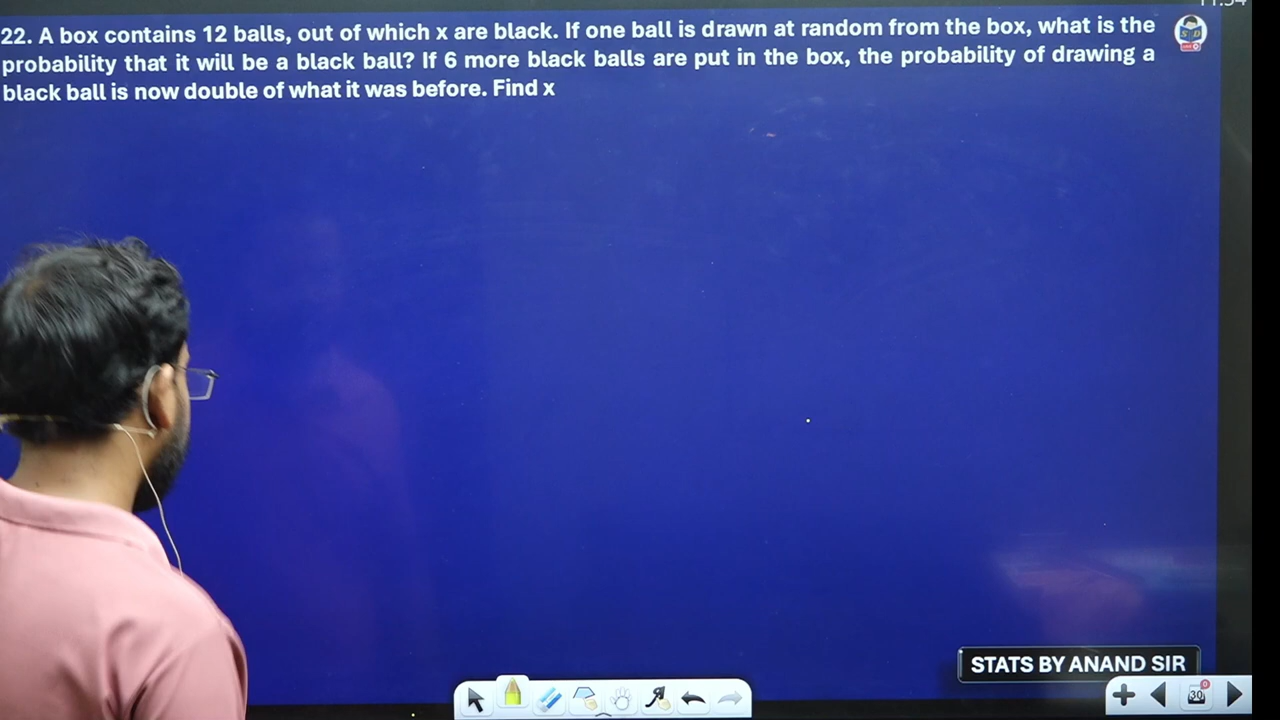 22. A box contains 12 balls, out of which x are black. If one ball is drawn at random from the box, what is the
probability that it will be a black ball? If 6 more black balls are put in the box, the probability of drawing a
black ball is now double of what it was before. Find x
STATS BY ANAND SIR
30